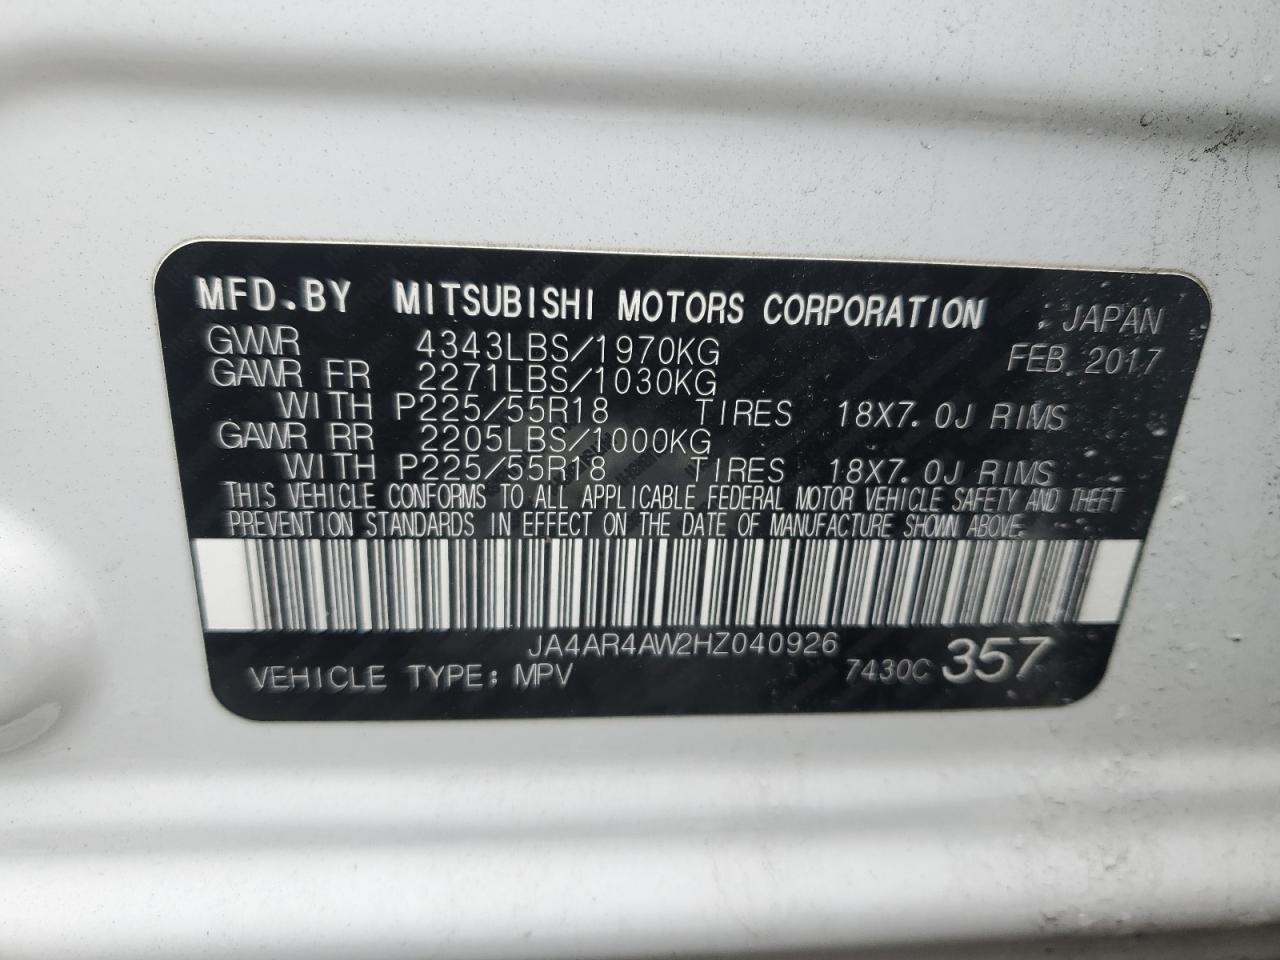 MFD.BY MITSUBISHI MOTORS CORPORATION JAPAN
GVWR 4343LBS/1970KG FEB. 2017
GAWR FR 2271LBS/1030KG
WITH P225/55R18 TIRES 18X7.0J RIMS
GAWR RR 2205LBS/1000KG
WITH P225/55R18 TIRES 18X7.0J RIMS
THIS VEHICLE CONFORMS TO ALL APPLICABLE FEDERAL MOTOR VEHICLE SAFETY AND THEFT
PREVENTION STANDARDS IN EFFECT ON THE DATE OF MANUFACTURE SHOWN ABOVE.
JA4AR4AW2HZ040926
VEHICLE TYPE: MPV 7430C 357